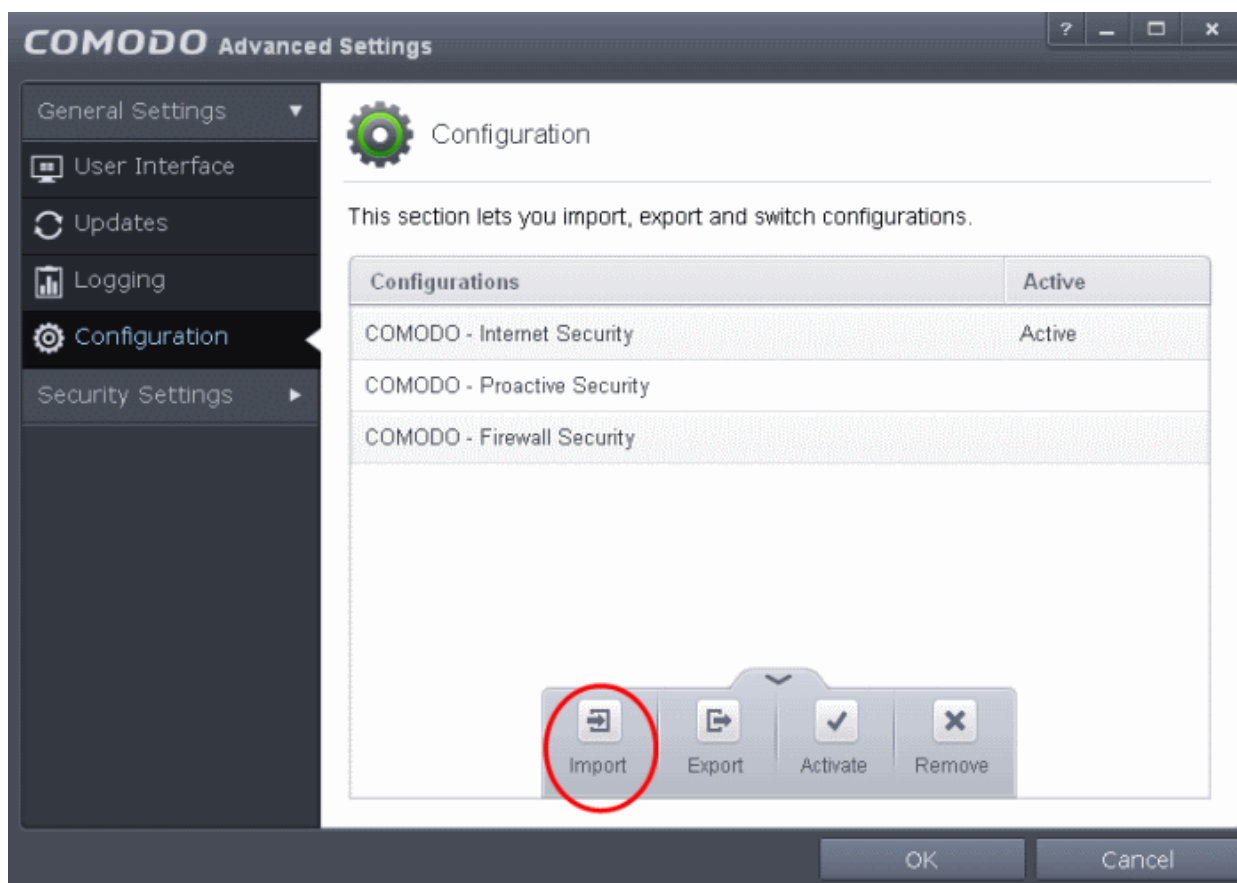 COMODO Advanced Settings
?
General Settings
User Interface
Updates
Logging
Configuration
Security Settings
Configuration
This section lets you import, export and switch configurations.
Configurations Active
COMODO - Internet Security Active
COMODO - Proactive Security
COMODO - Firewall Security
Import Export Activate Remove
OK Cancel